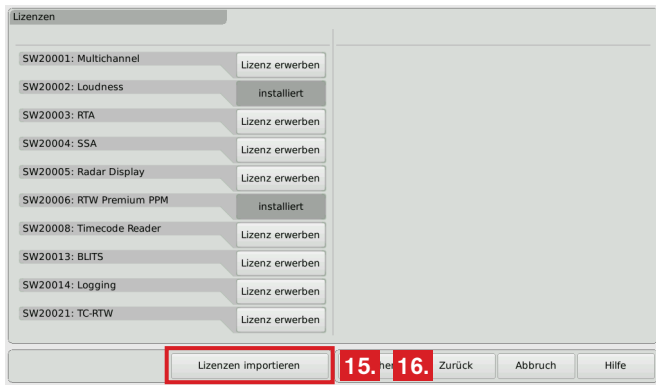 Lizenzen
SW20001: Multichannel
Lizenz erwerben
SW20002: Loudness
installiert
SW20003: RTA
Lizenz erwerben
SW20004: SSA
Lizenz erwerben
SW20005: Radar Display
Lizenz erwerben
SW20006: RTW Premium PPM
installiert
SW20008: Timecode Reader
Lizenz erwerben
SW20013: BLITS
Lizenz erwerben
SW20014: Logging
Lizenz erwerben
SW20021: TC-RTW
Lizenz erwerben
Lizenzen importieren 15. 16. Zurück Abbruch Hilfe